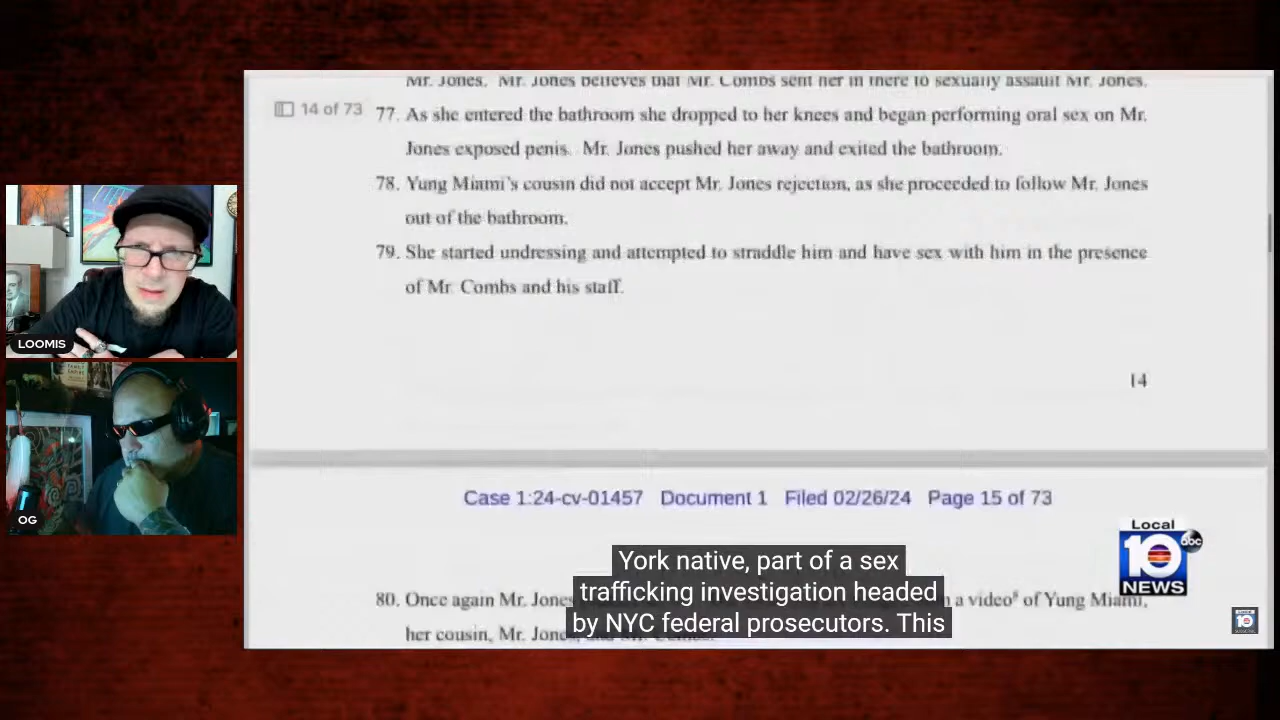 Mr. Jones. Mr. Jones believes that Mr. Combs sent her in there to sexually assault Mr. Jones.
14 of 73
77. As she entered the bathroom she dropped to her knees and began performing oral sex on Mr.
Jones exposed penis. Mr. Jones pushed her away and exited the bathroom.
78. Yung Miami's cousin did not accept Mr. Jones rejection, as she proceeded to follow Mr. Jones
out of the bathroom.
79. She started undressing and attempted to straddle him and have sex with him in the presence
of Mr. Combs and his staff.
14
LOOMIS
OG
Case 1:24-cv-01457 Document 1 Filed 02/26/24 Page 15 of 73
Local
10 abc
NEWS
York native, part of a sex
trafficking investigation headed
by NYC federal prosecutors. This
80. Once again Mr. Jones a video⁸ of Yung Miami,
her cousin, Mr. Jones, and Mr. Combs.
10